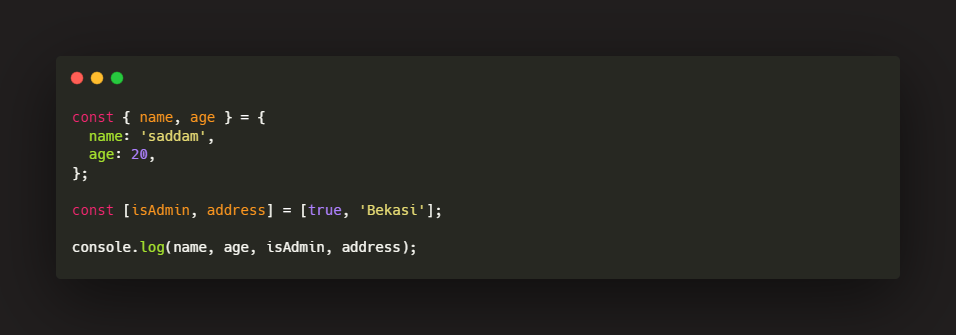 const { name, age } = {
  name: 'saddam',
  age: 20,
};

const [isAdmin, address] = [true, 'Bekasi'];

console.log(name, age, isAdmin, address);